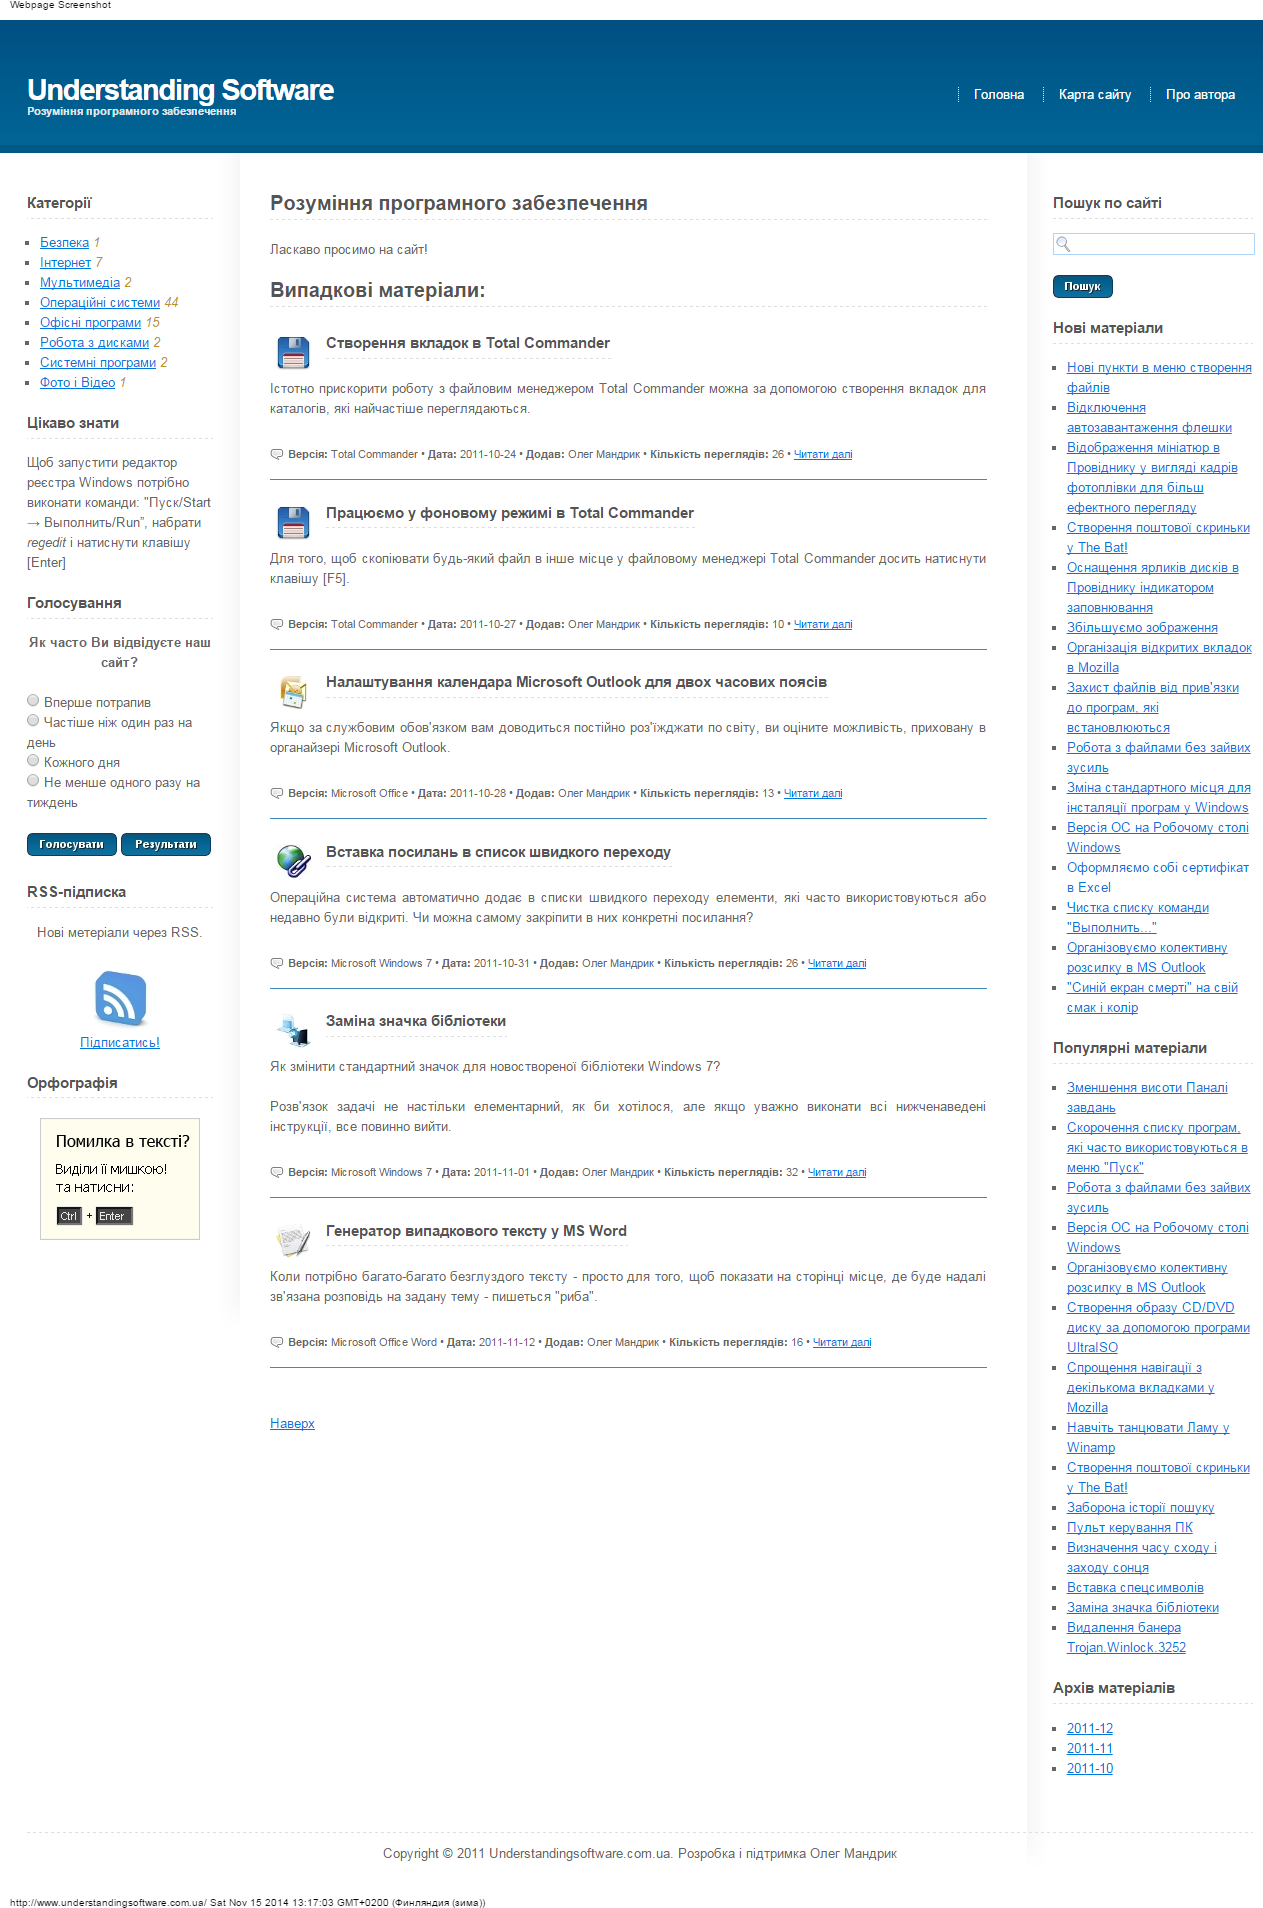 Webpage Screenshot
Understanding Software
Розуміння програмного забезпечення
Головна
Карта сайту
Про автора
Категорії
Безпека 1
Інтернет 7
Мультимедіа 2
Операційні системи 44
Офісні програми 15
Робота з дисками 2
Системні програми 2
Фото і Відео 1
Цікаво знати
Щоб запустити редактор
реєстра Windows потрібно
виконати команди: "Пуск/Start
→ Выполнить/Run", набрати
regedit і натиснути клавішу
[Enter]
Голосування
Як часто Ви відвідуєте наш
сайт?
Вперше потрапив
Частіше ніж один раз на
день
Кожного дня
Не менше одного разу на
тиждень
Голосувати
Результати
RSS-підписка
Нові метеріали через RSS.
Підписатись!
Орфографія
Помилка в тексті?
Виділи її мишкою!
та натисни:
Ctrl + Enter
Розуміння програмного забезпечення
Ласкаво просимо на сайт!
Випадкові матеріали:
Створення вкладок в Total Commander
Істотно прискорити роботу з файловим менеджером Total Commander можна за допомогою створення вкладок для
каталогів, які найчастіше переглядаються.
Версія: Total Commander • Дата: 2011-10-24 • Додав: Олег Мандрик • Кількість переглядів: 26 • Читати далі
Працюємо у фоновому режимі в Total Commander
Для того, щоб скопіювати будь-який файл в інше місце у файловому менеджері Total Commander досить натиснути
клавішу [F5].
Версія: Total Commander • Дата: 2011-10-27 • Додав: Олег Мандрик • Кількість переглядів: 10 • Читати далі
Налаштування календара Microsoft Outlook для двох часових поясів
Якщо за службовим обов'язком вам доводиться постійно роз'їжджати по світу, ви оціните можливість, приховану в
органайзері Microsoft Outlook.
Версія: Microsoft Office • Дата: 2011-10-28 • Додав: Олег Мандрик • Кількість переглядів: 13 • Читати далі
Вставка посилань в список швидкого переходу
Операційна система автоматично додає в списки швидкого переходу елементи, які часто використовуються або
недавно були відкриті. Чи можна самому закріпити в них конкретні посилання?
Версія: Microsoft Windows 7 • Дата: 2011-10-31 • Додав: Олег Мандрик • Кількість переглядів: 26 • Читати далі
Заміна значка бібліотеки
Як змінити стандартний значок для новоствореної бібліотеки Windows 7?
Розв'язок задачі не настільки елементарний, як би хотілося, але якщо уважно виконати всі нижченаведені
інструкції, все повинно вийти.
Версія: Microsoft Windows 7 • Дата: 2011-11-01 • Додав: Олег Мандрик • Кількість переглядів: 32 • Читати далі
Генератор випадкового тексту у MS Word
Коли потрібно багато-багато безглуздого тексту - просто для того, щоб показати на сторінці місце, де буде надалі
зв'язана розповідь на задану тему - пишеться "риба".
Версія: Microsoft Office Word • Дата: 2011-11-12 • Додав: Олег Мандрик • Кількість переглядів: 16 • Читати далі
Наверх
Пошук по сайті
Пошук
Нові матеріали
Нові пункти в меню створення
файлів
Відключення
автозавантаження флешки
Відображення мініатюр в
Провіднику у вигляді кадрів
фотоплівки для більш
ефектного перегляду
Створення поштової скриньки
у The Bat!
Оснащення ярликів дисків в
Провіднику індикатором
заповнювання
Збільшуємо зображення
Організація відкритих вкладок
в Mozilla
Захист файлів від прив'язки
до програм, які
встановлюються
Робота з файлами без зайвих
зусиль
Зміна стандартного місця для
інсталяції програм у Windows
Версія ОС на Робочому столі
Windows
Оформляємо собі сертифікат
в Excel
Чистка списку команди
"Выполнить..."
Організовуємо колективну
розсилку в MS Outlook
"Синій екран смерті" на свій
смак і колір
Популярні матеріали
Зменшення висоти Паналі
завдань
Скорочення списку програм,
які часто використовуються в
меню "Пуск"
Робота з файлами без зайвих
зусиль
Версія ОС на Робочому столі
Windows
Організовуємо колективну
розсилку в MS Outlook
Створення образу CD/DVD
диску за допомогою програми
UltraISO
Спрощення навігації з
декількома вкладками у
Mozilla
Навчіть танцювати Ламу у
Winamp
Створення поштової скриньки
у The Bat!
Заборона історії пошуку
Пульт керування ПК
Визначення часу сходу і
заходу сонця
Вставка спецсимволів
Заміна значка бібліотеки
Видалення банера
Trojan.Winlock.3252
Архів матеріалів
2011-12
2011-11
2011-10
Copyright © 2011 Understandingsoftware.com.ua. Розробка і підтримка Олег Мандрик
http://www.understandingsoftware.com.ua/ Sat Nov 15 2014 13:17:03 GMT+0200 (Финляндия (зима))